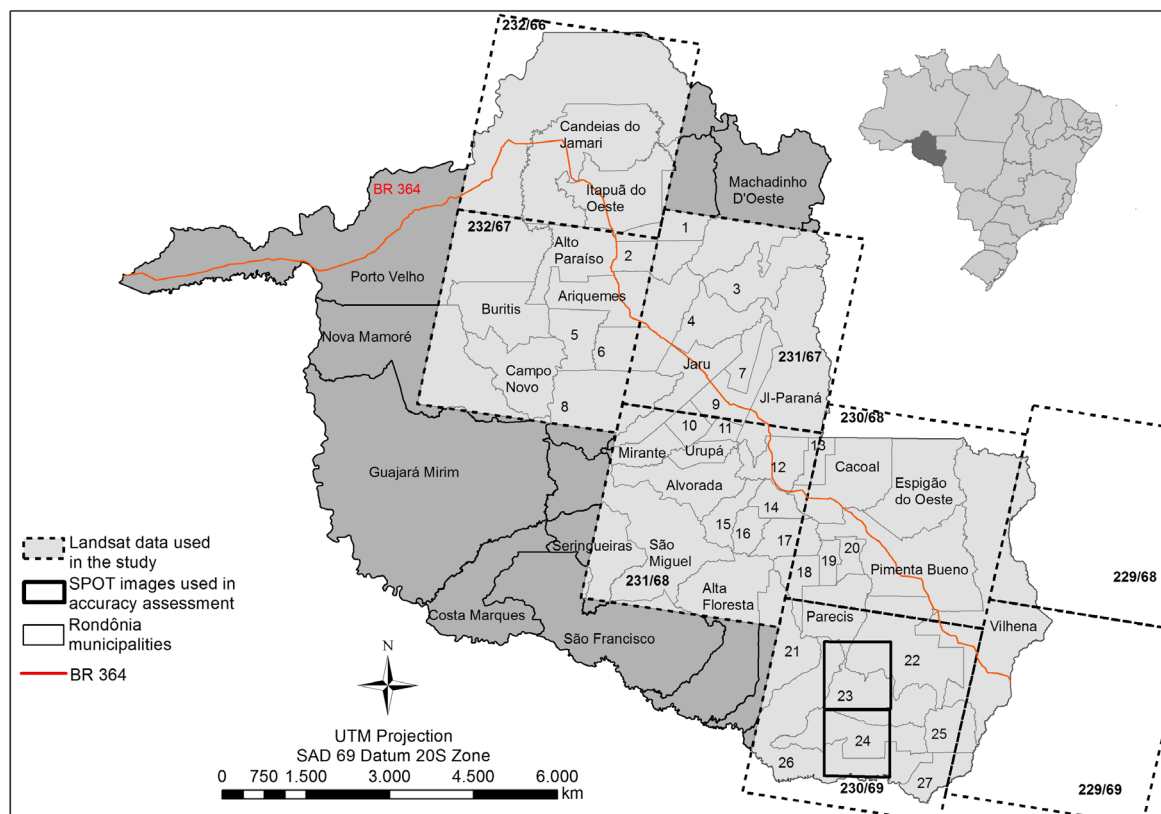 232/66
Candeias do
Jamari
BR 364
Itapuã do
Oeste
Machadinho
D'Oeste
232/67
1
Alto
Paraíso
2
Porto Velho
Ariquemes
3
Buritis
4
Nova Mamoré
5
6
231/67
Campo
Novo
Jaru
7
JI-Paraná
8
9
230/68
10
11
Mirante
Urupá
13
12
Cacoal
Guajará Mirim
Alvorada
Espigão
do Oeste
14
15
16
17
20
Seringueiras
São
Miguel
19
18
Pimenta Bueno
231/68
229/68
Alta
Floresta
Costa Marques
Parecis
Vilhena
São Francisco
21
22
23
24
25
26
27
230/69
229/69
Landsat data used
in the study
SPOT images used in
accuracy assessment
Rondônia
municipalities
BR 364
N
UTM Projection
SAD 69 Datum 20S Zone
0 750 1.500 3.000 4.500 6.000
km